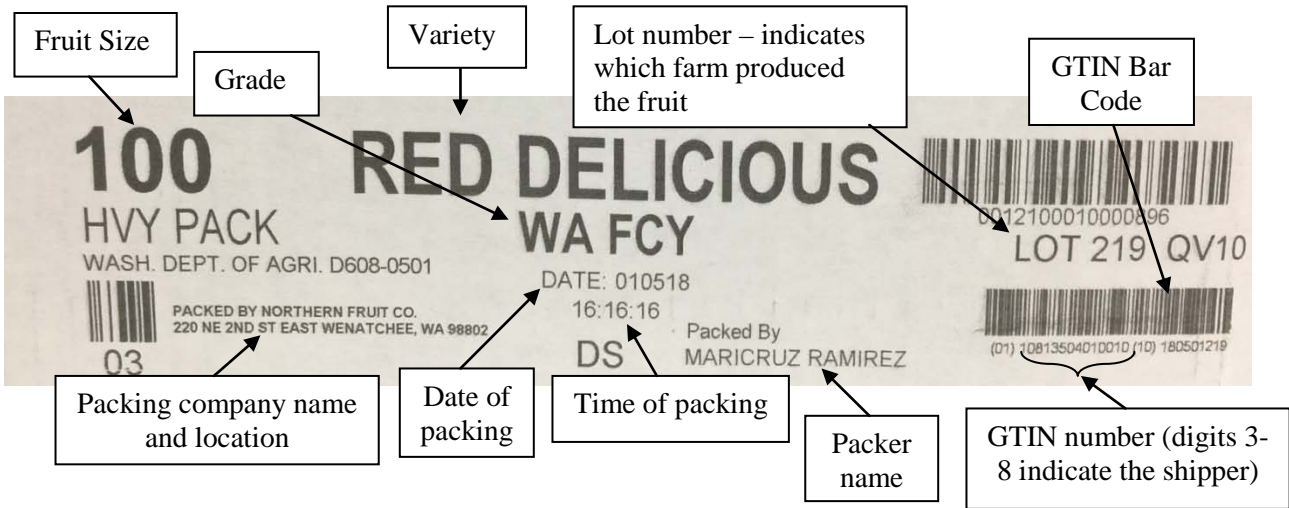 Fruit Size
Grade
Variety
Lot number – indicates
which farm produced
the fruit
GTIN Bar
Code
100
RED DELICIOUS
HVY PACK
WA FCY
WASH. DEPT. OF AGRI. D608-0501
DATE: 010518
16:16:16
DS
PACKED BY NORTHERN FRUIT CO.
220 NE 2ND ST EAST WENATCHEE, WA 98802
03
Packed By
MARICRUZ RAMIREZ
0012100010000896
LOT 219 QV10
(01) 10813504010010 (10) 180501219
Packing company name
and location
Date of
packing
Time of packing
Packer
name
GTIN number (digits 3-
8 indicate the shipper)